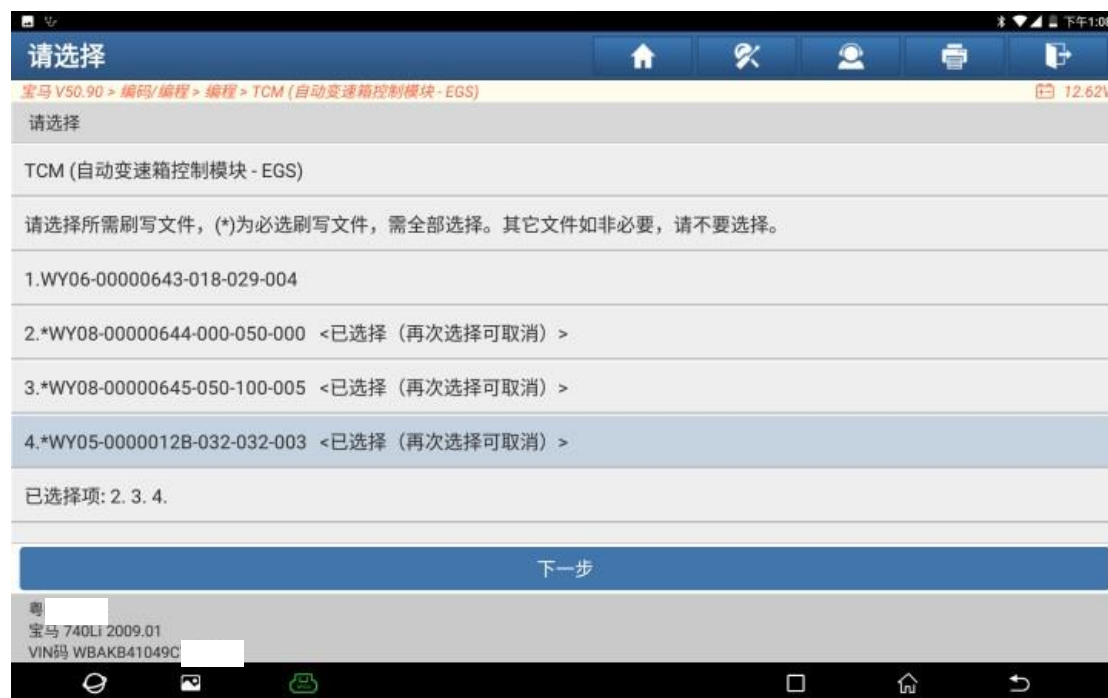 下午1:08
请选择
宝马 V50.90 > 编码/编程 > 编程 > TCM (自动变速箱控制模块 - EGS)
12.62V
请选择
TCM (自动变速箱控制模块 - EGS)
请选择所需刷写文件，(*)为必选刷写文件，需全部选择。其它文件如非必要，请不要选择。
1.WY06-00000643-018-029-004
2.*WY08-00000644-000-050-000 <已选择（再次选择可取消）>
3.*WY08-00000645-050-100-005 <已选择（再次选择可取消）>
4.*WY05-0000012B-032-032-003 <已选择（再次选择可取消）>
已选择项: 2. 3. 4.
下一步
粤
宝马 740Li 2009.01
VIN码 WBAKB41049C